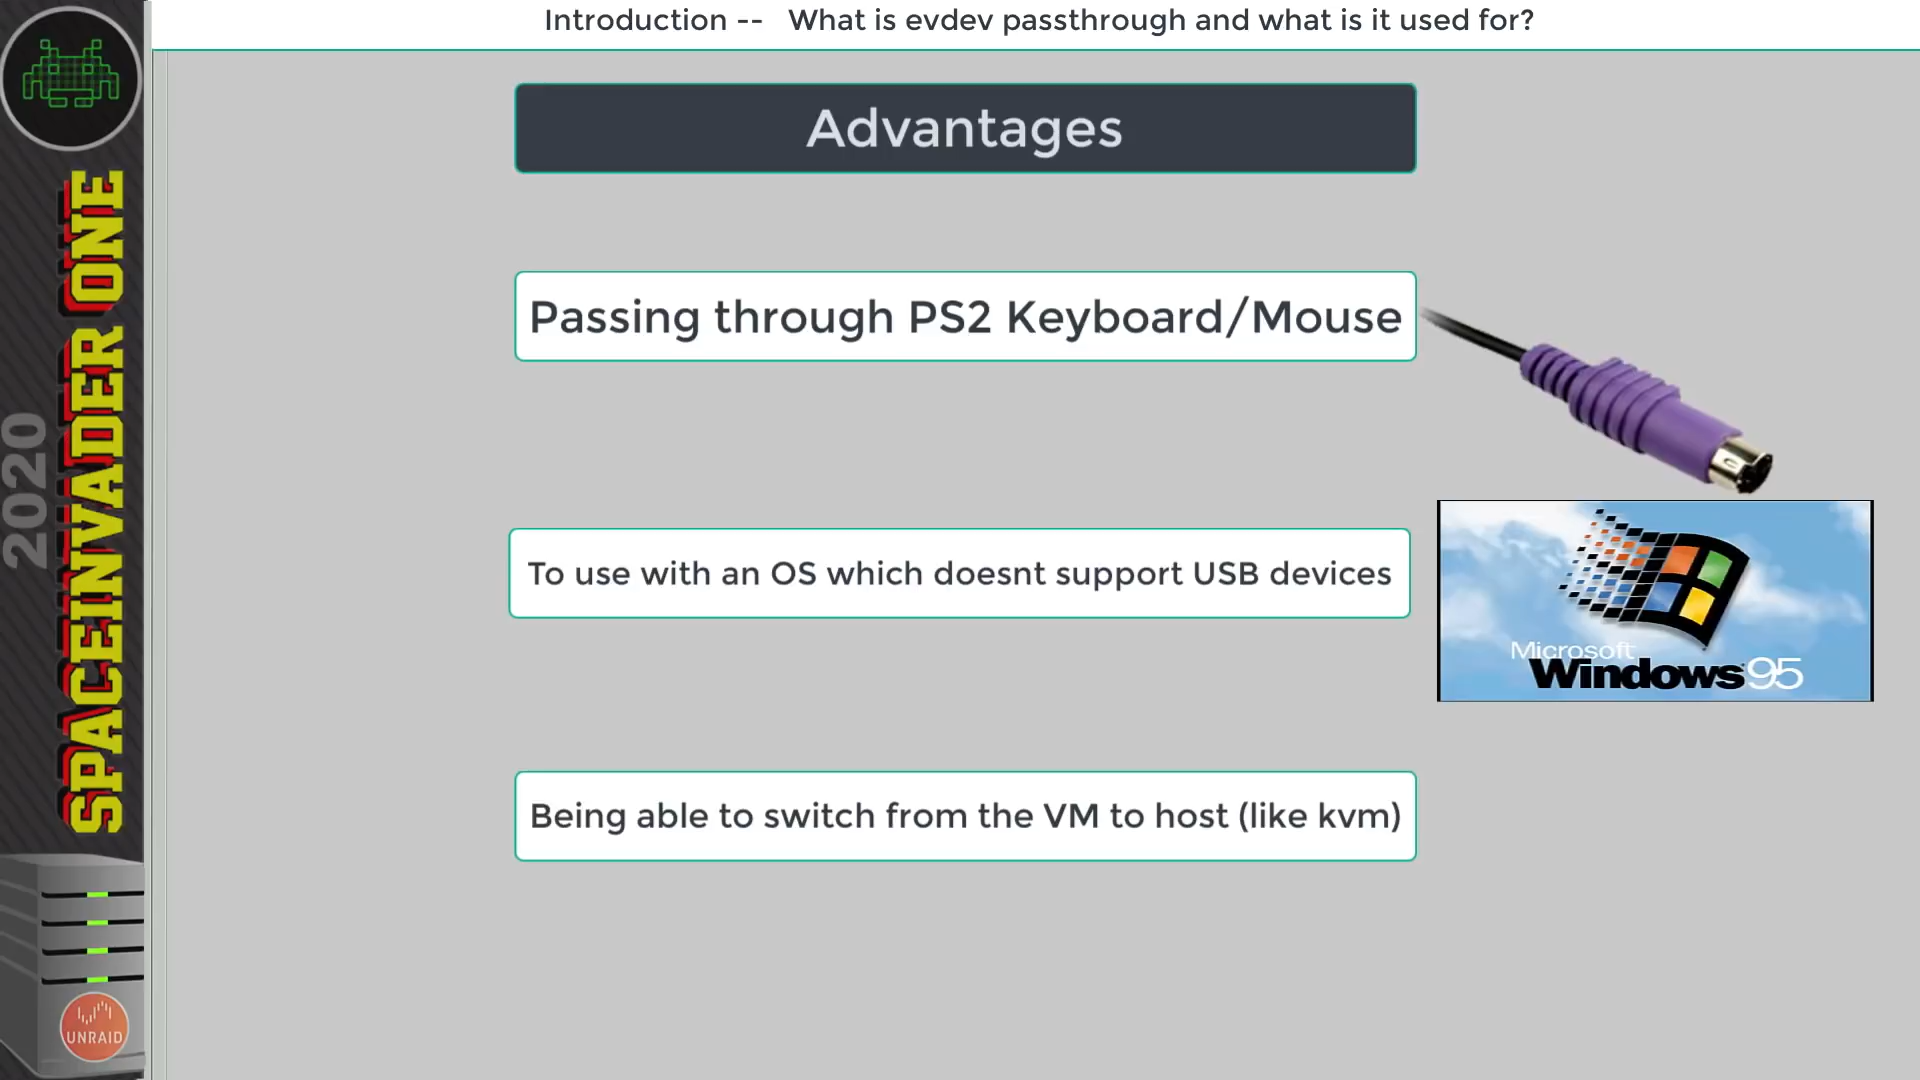 Introduction -- What is evdev passthrough and what is it used for?
Advantages
Passing through PS2 Keyboard/Mouse
To use with an OS which doesnt support USB devices
Microsoft
Windows 95
Being able to switch from the VM to host (like kvm)
2020
SPACEINVADER ONE
UNRAID